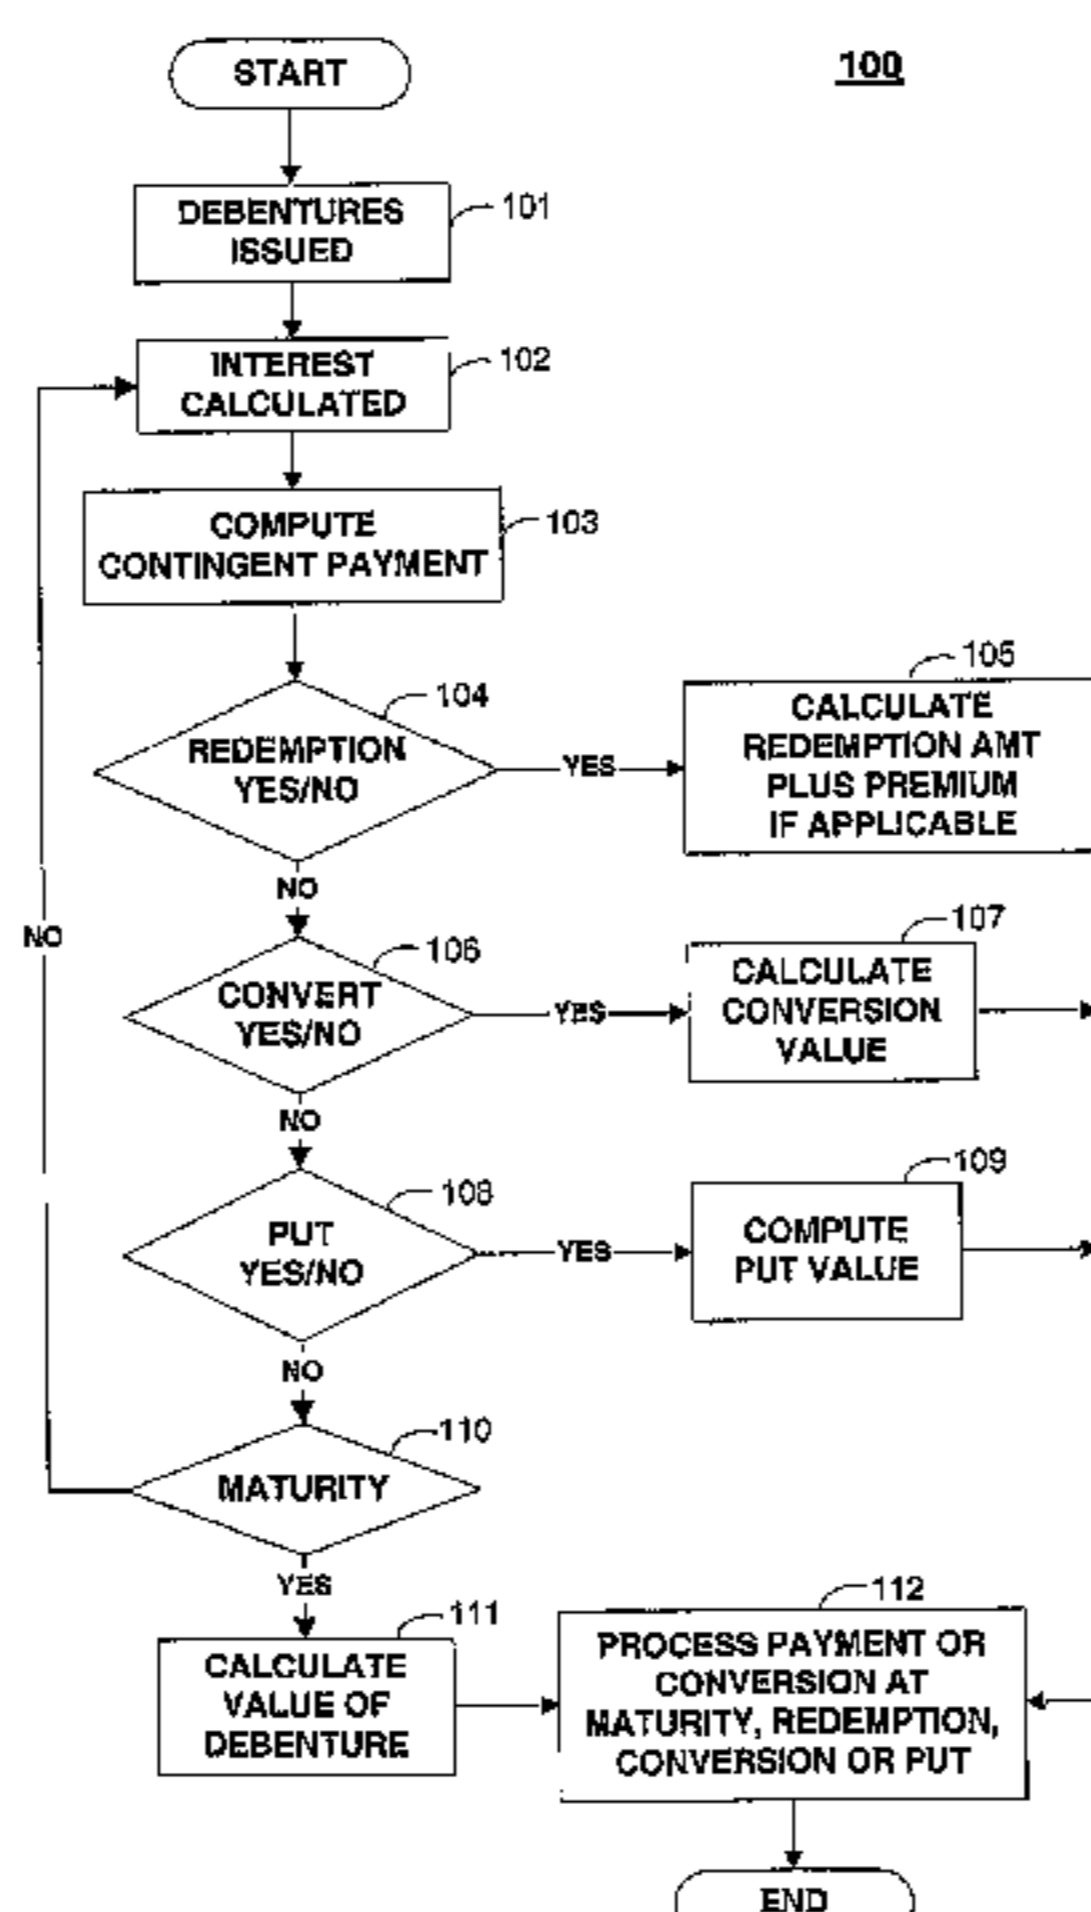 START
100
DEBENTURES
ISSUED
101
INTEREST
CALCULATED
102
COMPUTE
CONTINGENT PAYMENT
103
REDEMPTION
YES/NO
104
YES
CALCULATE
REDEMPTION AMT
PLUS PREMIUM
IF APPLICABLE
105
NO
NO
CONVERT
YES/NO
106
YES
CALCULATE
CONVERSION
VALUE
107
NO
PUT
YES/NO
108
YES
COMPUTE
PUT VALUE
109
NO
MATURITY
110
YES
CALCULATE
VALUE OF
DEBENTURE
111
PROCESS PAYMENT OR
CONVERSION AT
MATURITY, REDEMPTION,
CONVERSION OR PUT
112
END